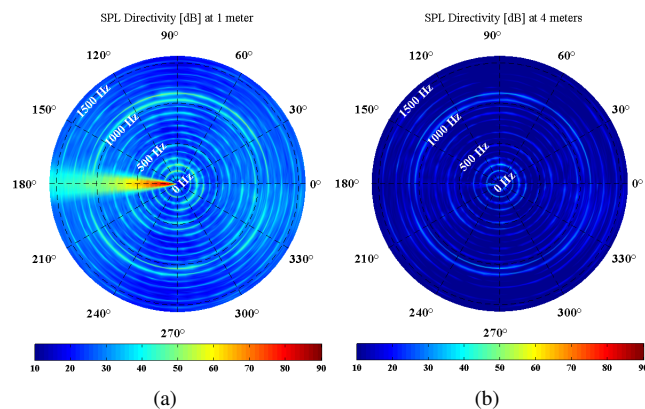 SPL Directivity [dB] at 1 meter
90°
120°
60°
150°
30°
180°
0°
210°
330°
240°
300°
270°
1500 Hz
1000 Hz
500 Hz
0 Hz
10 20 30 40 50 60 70 80 90
(a)
SPL Directivity [dB] at 4 meters
90°
120°
60°
150°
30°
180°
0°
210°
330°
240°
300°
270°
1500 Hz
1000 Hz
500 Hz
0 Hz
10 20 30 40 50 60 70 80 90
(b)